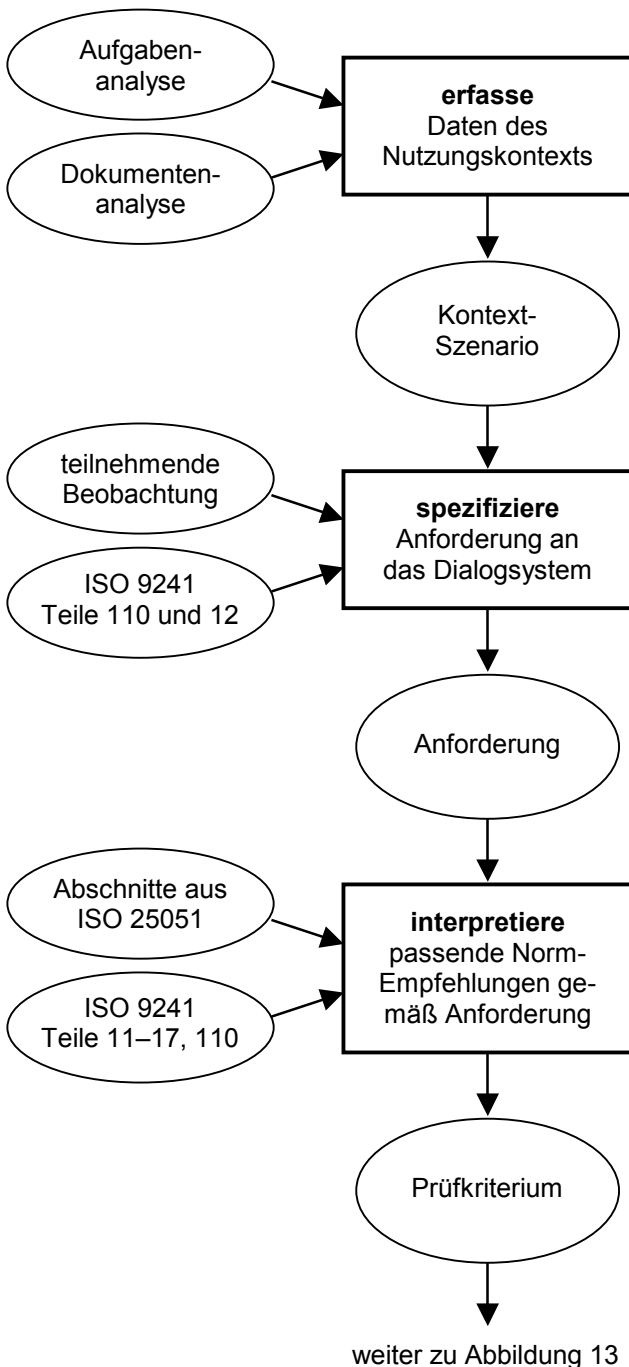 Aufgaben-
analyse
erfasse
Daten des
Nutzungskontexts
Dokumenten-
analyse
Kontext-
Szenario
teilnehmende
Beobachtung
spezifiziere
Anforderung an
das Dialogsystem
ISO 9241
Teile 110 und 12
Anforderung
Abschnitte aus
ISO 25051
interpretiere
passende Norm-
Empfehlungen ge-
mäß Anforderung
ISO 9241
Teile 11–17, 110
Prüfkriterium
weiter zu Abbildung 13